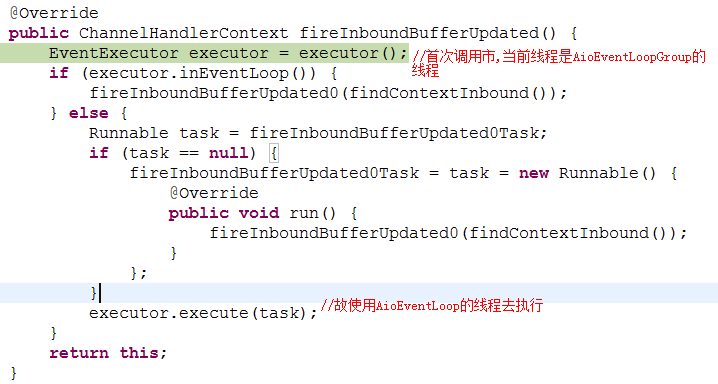 @Override
public ChannelHandlerContext fireInboundBufferUpdated() {
EventExecutor executor = executor(); //首次调用市,当前线程是AioEventLoopGroup的
线程
if (executor.inEventLoop()) {
fireInboundBufferUpdated0(findContextInbound());
} else {
Runnable task = fireInboundBufferUpdated0Task;
if (task == null) {
fireInboundBufferUpdated0Task = task = new Runnable() {
@Override
public void run() {
fireInboundBufferUpdated0(findContextInbound());
}
};
}
executor.execute(task); //故使用AioEventLoop的线程去执行
}
return this;
}